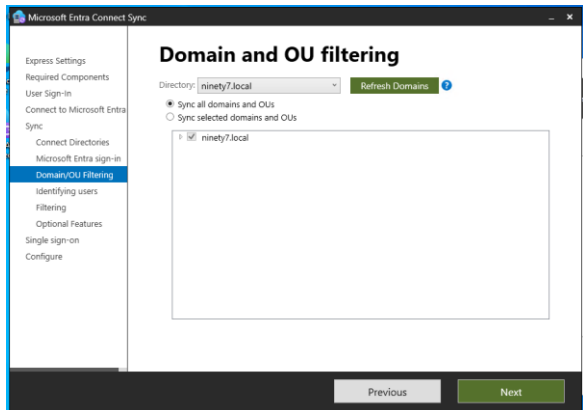 Microsoft Entra Connect Sync
Express Settings
Required Components
User Sign-In
Connect to Microsoft Entra
Sync
Connect Directories
Microsoft Entra sign-in
Domain/OU Filtering
Identifying users
Filtering
Optional Features
Single sign-on
Configure
Domain and OU filtering
Directory: ninety7.local Refresh Domains ?
Sync all domains and OUs
Sync selected domains and OUs
ninety7.local
Previous Next